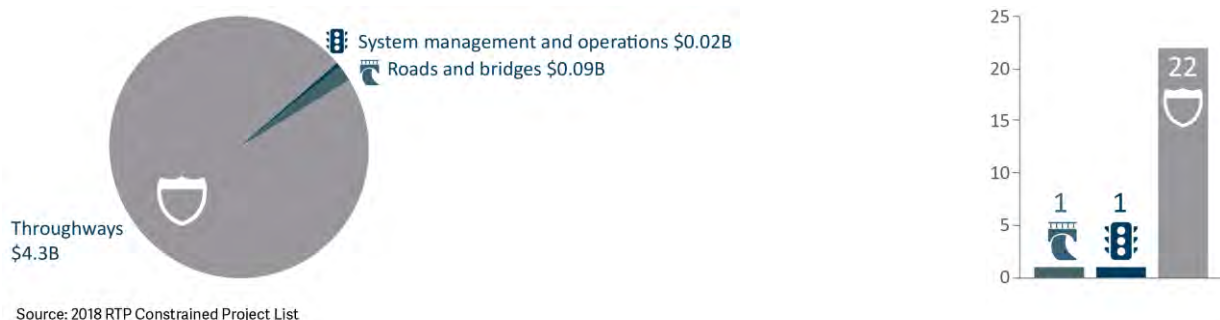 System management and operations $0.02B
Roads and bridges $0.09B
Throughways
$4.3B
25
20
15
10
5
0
1
1
22
Source: 2018 RTP Constrained Project List